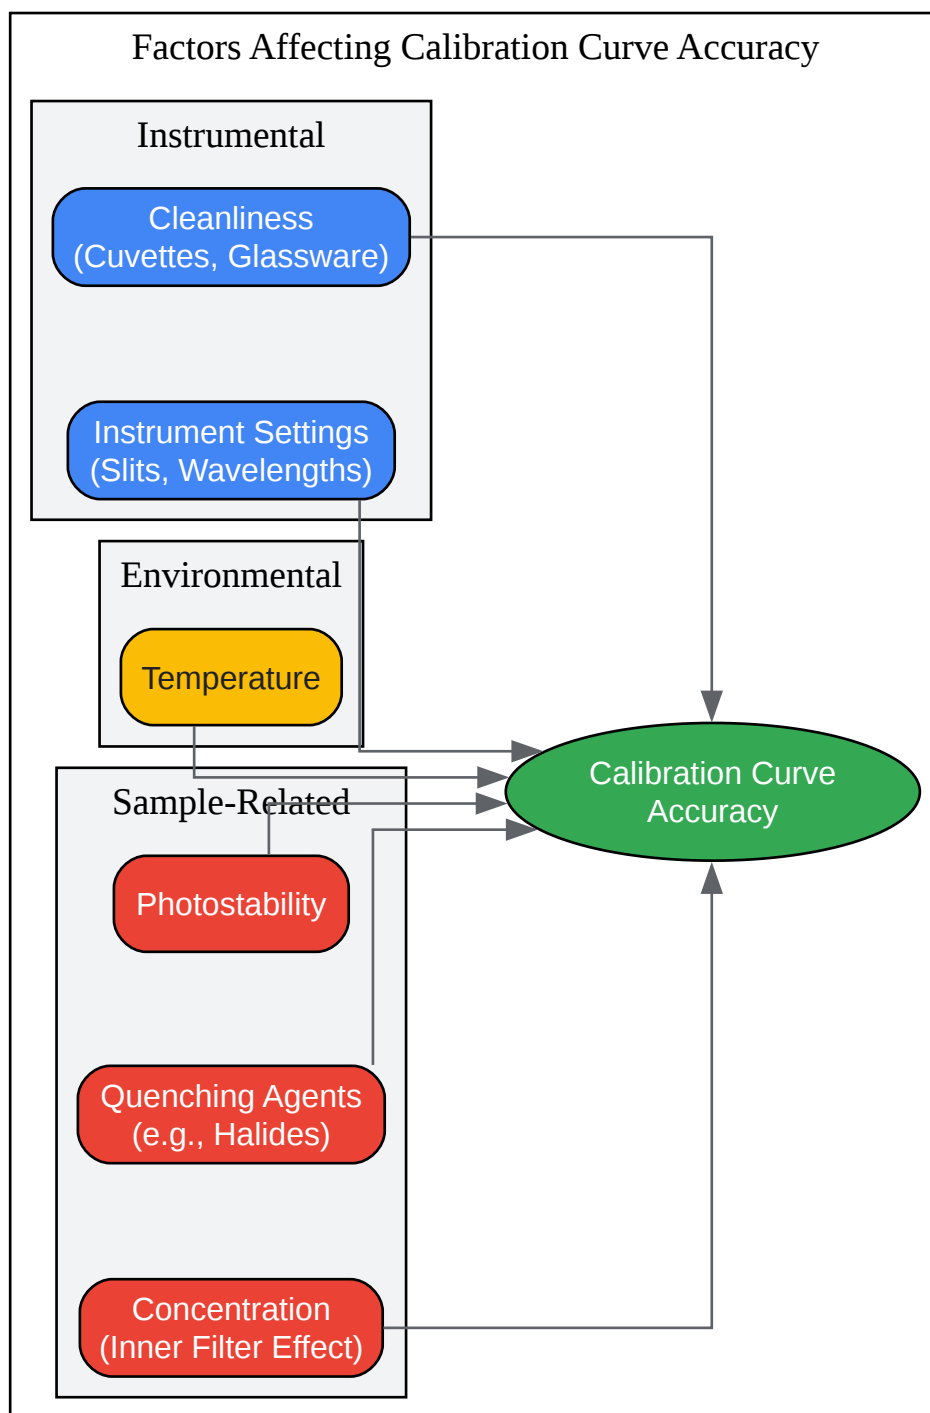 Factors Affecting Calibration Curve Accuracy
Instrumental
Cleanliness
(Cuvettes, Glassware)
Instrument Settings
(Slits, Wavelengths)
Environmental
Temperature
Calibration Curve
Accuracy
Sample-Related
Photostability
Quenching Agents
(e.g., Halides)
Concentration
(Inner Filter Effect)